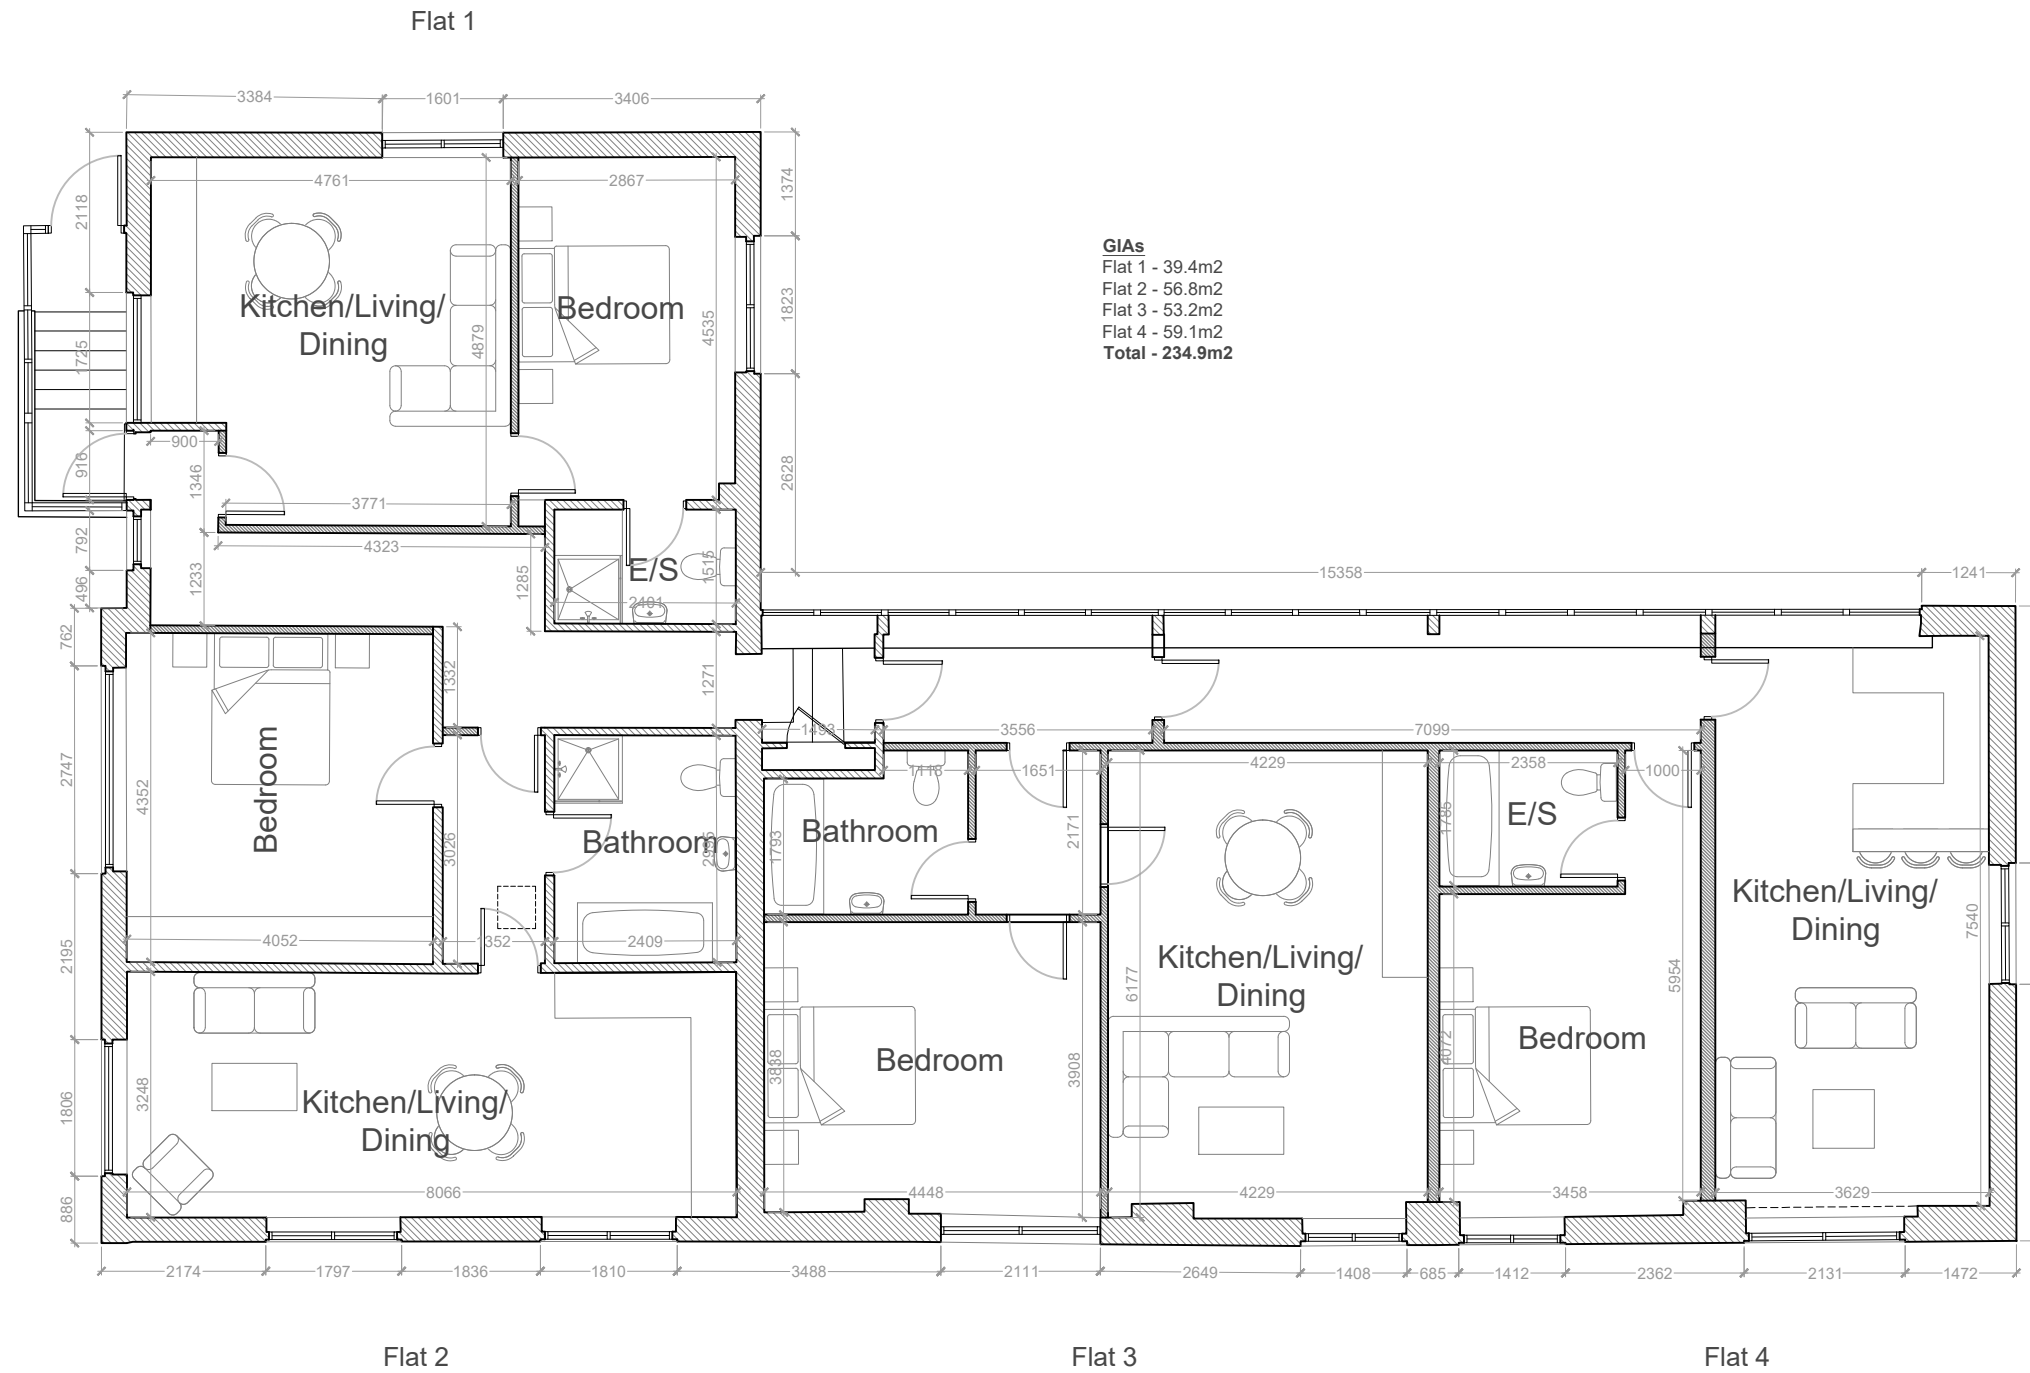 Flat 1
3384
1601
3406
4761
2867
2118
1374
GIAs
Flat 1 - 39.4m2
Flat 2 - 56.8m2
Flat 3 - 53.2m2
Flat 4 - 59.1m2
Total - 234.9m2
Kitchen/Living/
Dining
Bedroom
4879
4535
1823
1725
900
916
1346
3771
2628
792
4323
1233
1285
E/S
1515
2401
496
15358
1241
762
1332
1271
1493
3556
7099
2747
4352
Bedroom
3026
Bathroom
2995
1118
1651
4229
2358
1000
Bathroom
1793
2171
E/S
1785
Kitchen/Living/
Dining
7540
4052
1352
2409
2195
Kitchen/Living/
Dining
6177
5954
Bedroom
3838
3908
Bedroom
4072
1806
3248
Kitchen/Living/
Dining
886
8066
4448
4229
3458
3629
2174
1797
1836
1810
3488
2111
2649
1408
685
1412
2362
2131
1472
Flat 2
Flat 3
Flat 4